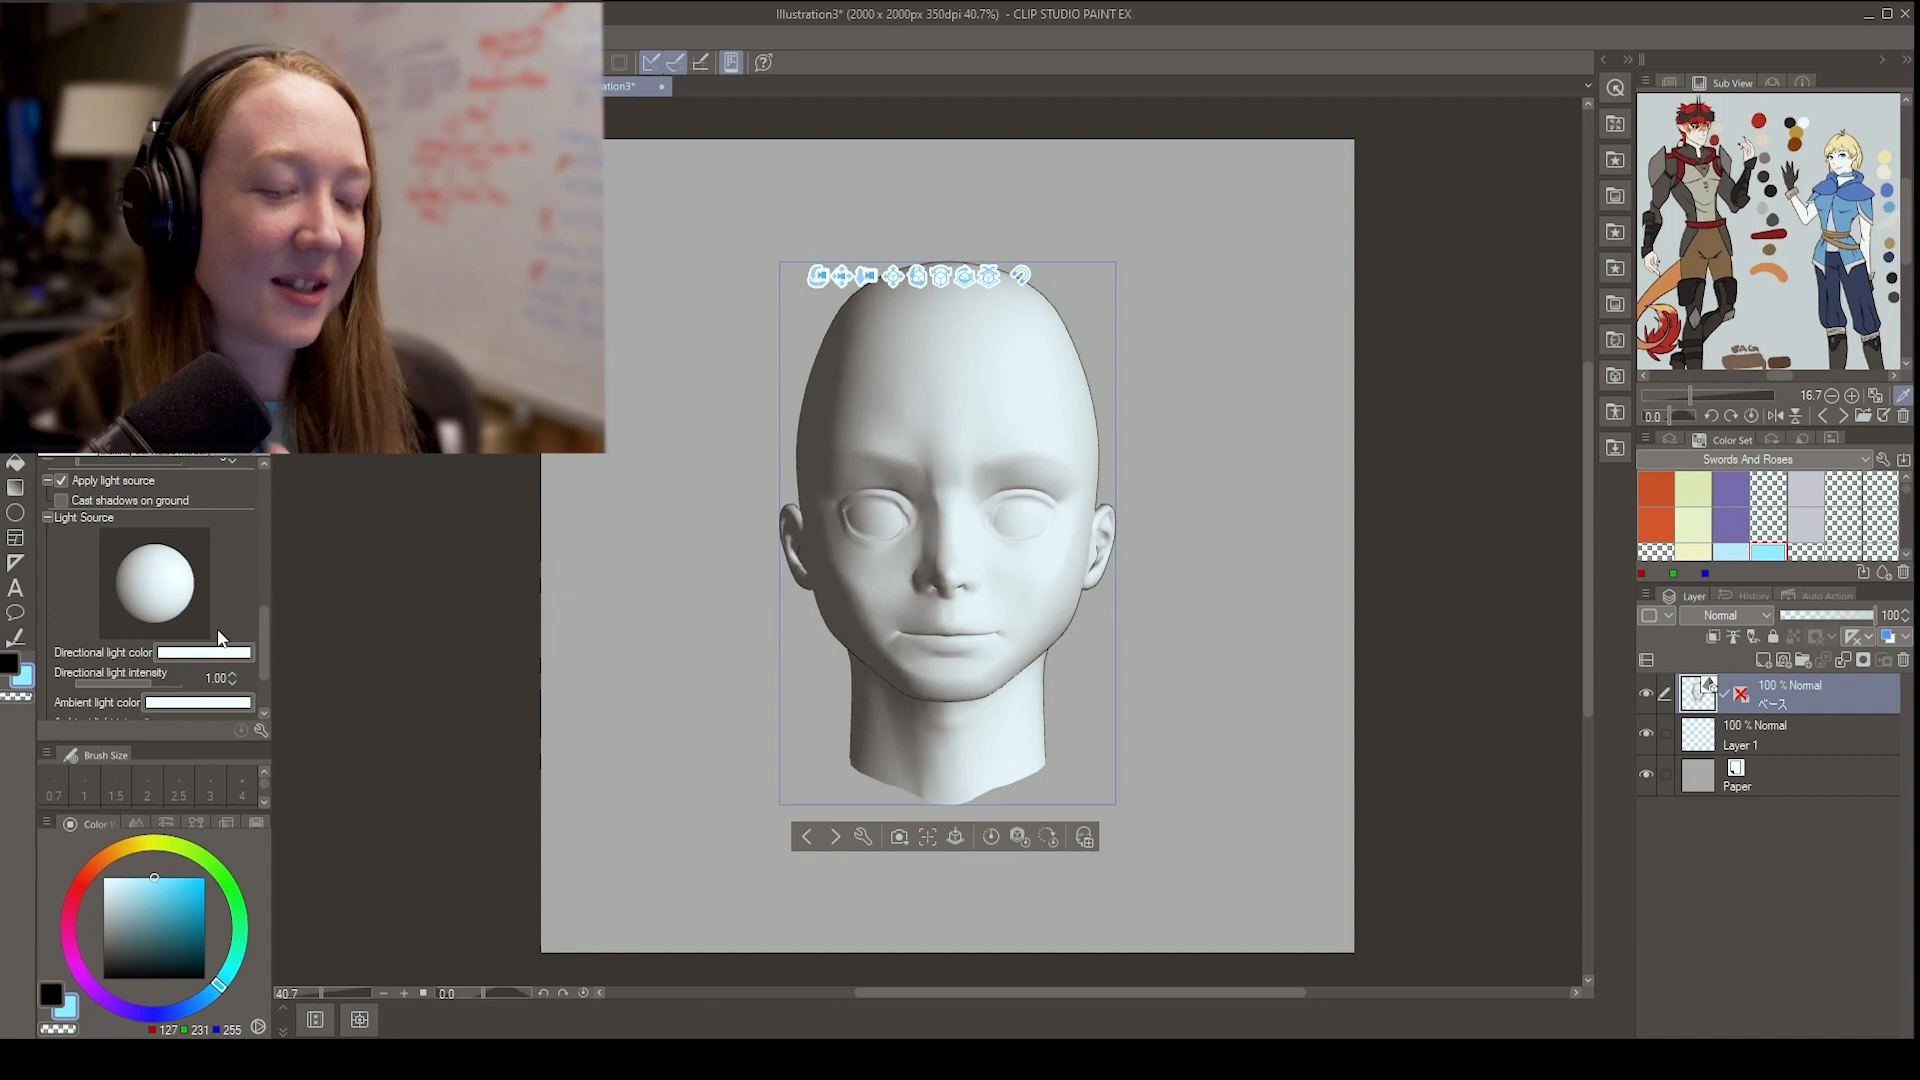 Illustration3* (2000 x 2000px 350dpi 40.7%) - CLIP STUDIO PAINT EX
ation3*
Sub View
BAG
16.7
0.0
Color Set
Swords And Roses
Layer
History
Auto Action
Normal
100
100 % Normal
ベース
100 % Normal
Layer 1
Paper
Apply light source
Cast shadows on ground
Light Source
Directional light color
Directional light intensity
1.00
Ambient light color
Brush Size
0.7 1 1.5 2 2.5 3 4
Color
127 231 255
40.7
0.0